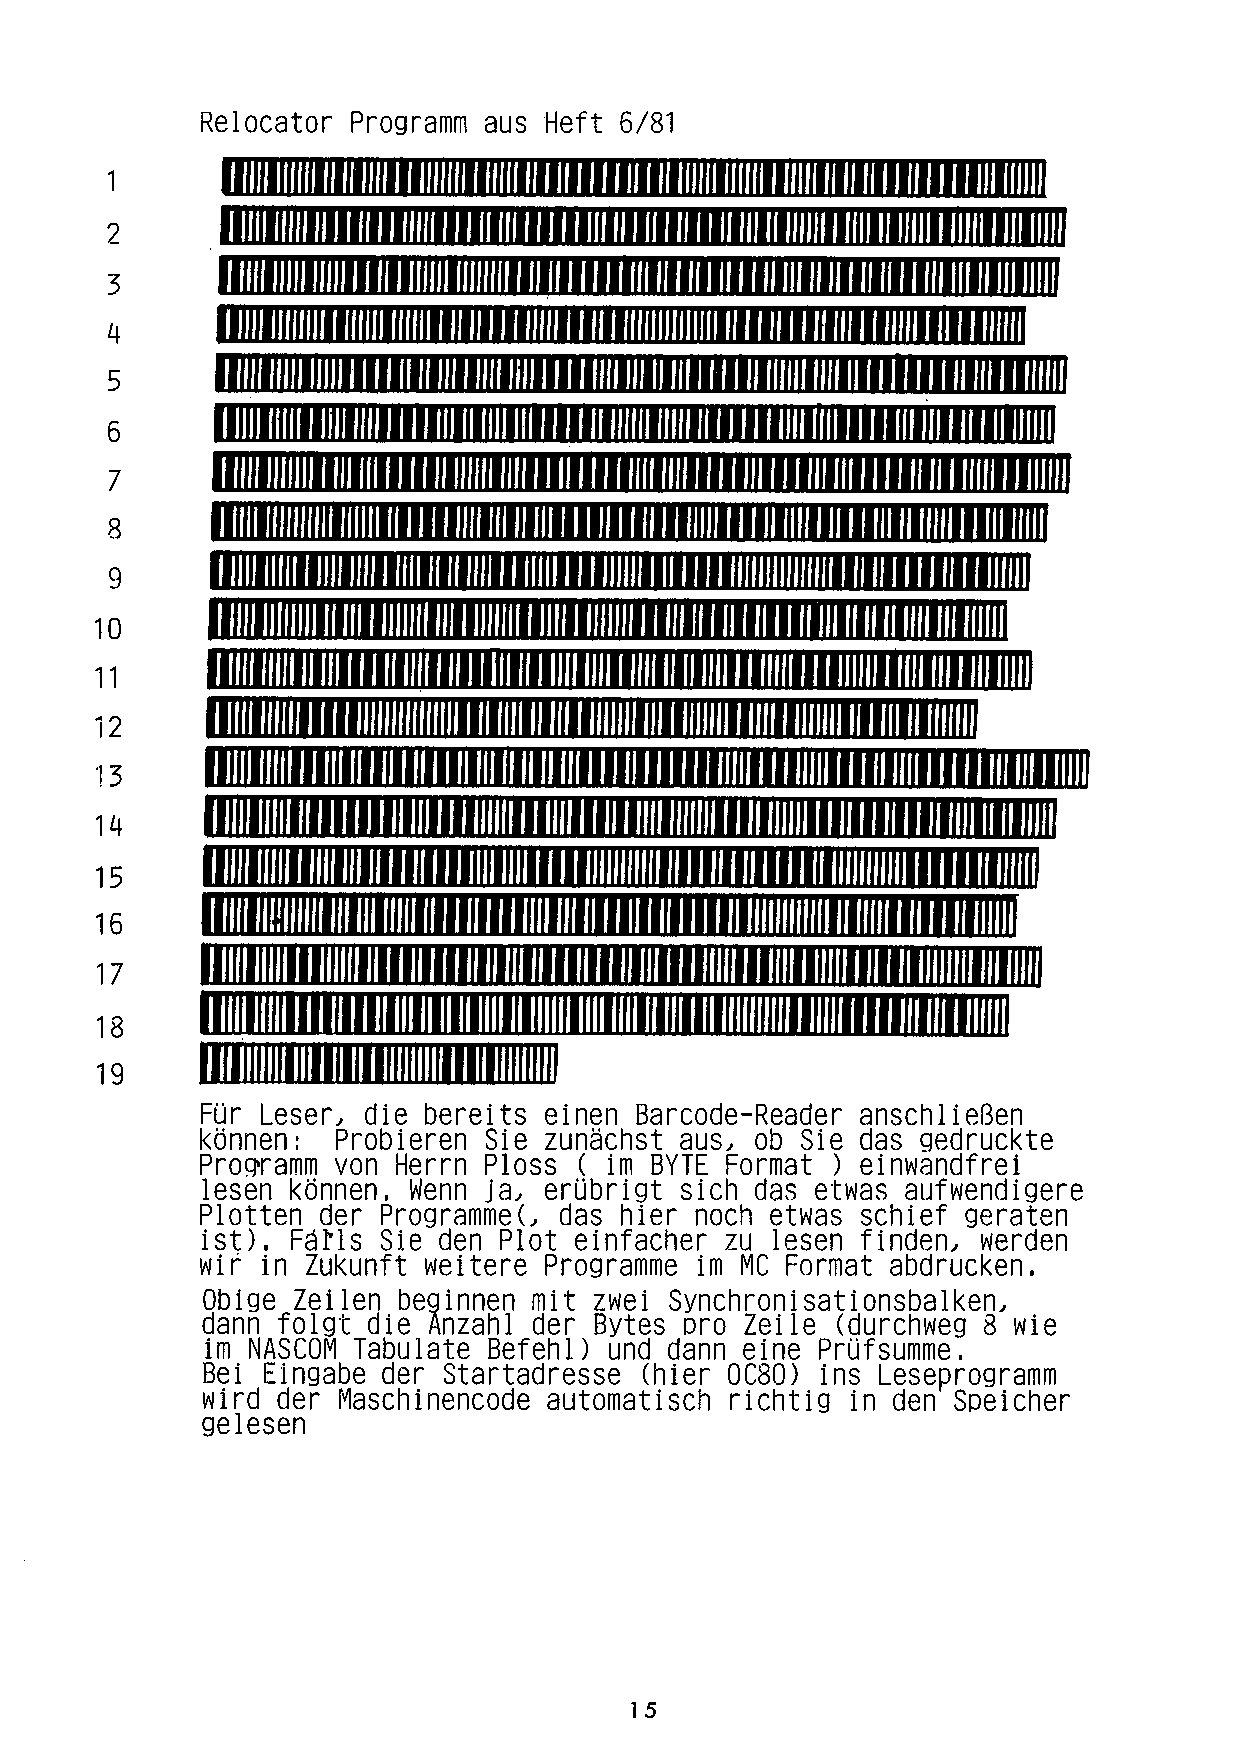 Relocator Programm aus Heft 6/81
1
2
3
4
5
6
7
8
9
10
11
12
13
14
15
16
17
18
19
Für Leser, die bereits einen Barcode-Reader anschließen
können: Probieren Sie zunächst aus, ob Sie das gedruckte
Programm von Herrn Ploss ( im BYTE Format ) einwandfrei
lesen können. Wenn ja, erübrigt sich das etwas aufwendigere
Plotten der Programme(, das hier noch etwas schief geraten
ist). Falls Sie den Plot einfacher zu lesen finden, werden
wir in Zukunft weitere Programme im MC Format abdrucken.
Obige Zeilen beginnen mit zwei Synchronisationsbalken,
dann folgt die Anzahl der Bytes pro Zeile (durchweg 8 wie
im NASCOM Tabulate Befehl) und dann eine Prüfsumme.
Bei Eingabe der Startadresse (hier 0C80) ins Leseprogramm
wird der Maschinencode automatisch richtig in den Speicher
gelesen
15